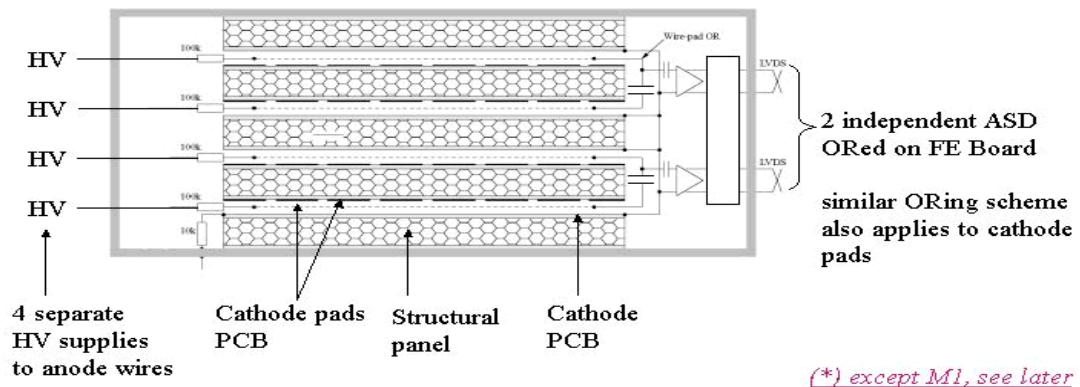 Wire-pad OR
100k
HV
LVDS
100k
HV
2 independent ASD
ORed on FE Board
100k
HV
LVDS
100k
HV
similar ORing scheme
also applies to cathode
pads
10k
4 separate
HV supplies
to anode wires
Cathode pads
PCB
Structural
panel
Cathode
PCB
(*) except M1, see later